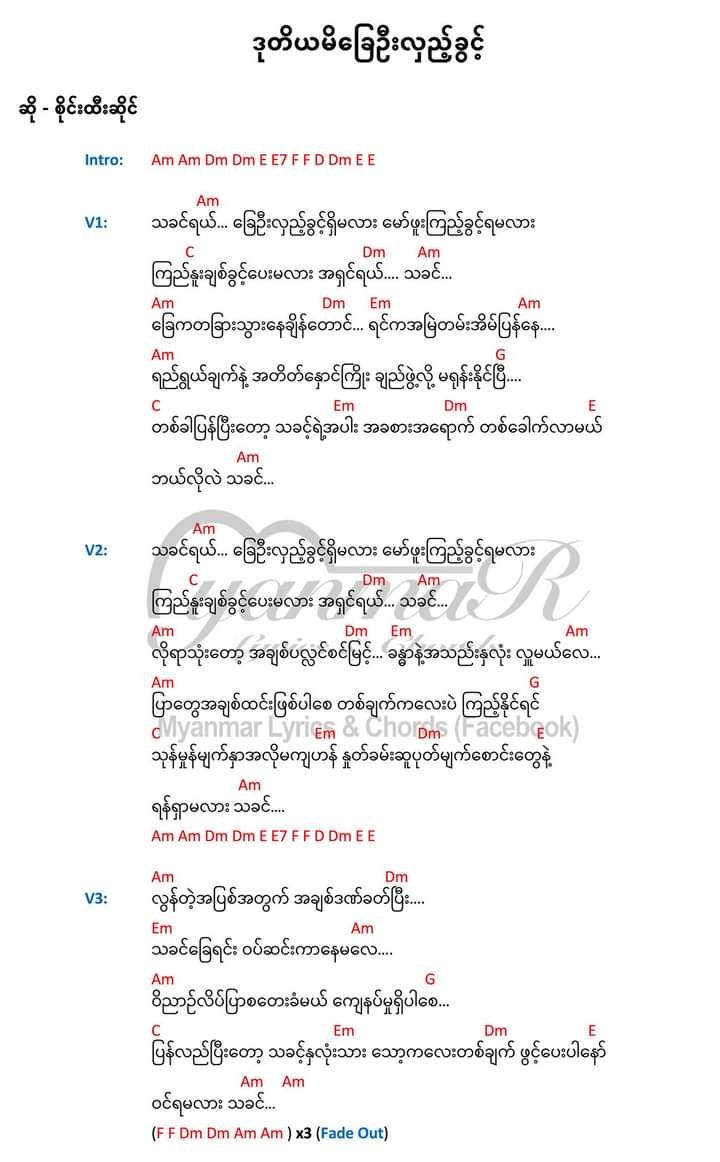 ဒုတိယမိခြေဦးလှည့်ခွင့်
ဆို - စိုင်းထီးဆိုင်
Intro: Am Am Dm Dm E E7 F F D Dm E E
Am
V1: သခင်ရယ်... ခြေဦးလှည့်ခွင့်ရှိမလား မော်ဖူးကြည့်ခွင့်ရမလား
C Dm Am
ကြည်နူးချစ်ခွင့်ပေးမလား အရှင်ရယ်.... သခင်...
Am Dm Em Am
ခြေကတခြားသွားနေချိန်တောင်... ရင်ကအမြဲတမ်းအိမ်ပြန်နေ....
Am G
ရည်ရွယ်ချက်နဲ့ အတိတ်နှောင်ကြိုး ချည်ဖွဲ့လို့ မရုန်းနိုင်ပြီ....
C Em Dm E
တစ်ခါပြန်ပြီးတော့ သခင့်ရဲ့အပါး အခစားအရောက် တစ်ခေါက်လာမယ်
Am
ဘယ်လိုလဲ သခင်...
Am
V2: သခင်ရယ်... ခြေဦးလှည့်ခွင့်ရှိမလား မော်ဖူးကြည့်ခွင့်ရမလား
C Dm Am
ကြည်နူးချစ်ခွင့်ပေးမလား အရှင်ရယ်... သခင်...
Am Dm Em Am
လိုရာသုံးတော့ အချစ်ပလ္လင်စင်မြင့်... ခန္ဓာနဲ့အသည်းနှလုံး လှူမယ်လေ...
Am G
ပြာတွေအချစ်ထင်းဖြစ်ပါစေ တစ်ချက်ကလေးပဲ ကြည့်နိုင်ရင်
Myanmar Lyrics & Chords (Facebook)
C Em Dm E
သုန်မှုန်မျက်နှာအလိုမကျဟန် နှုတ်ခမ်းဆူပုတ်မျက်စောင်းတွေနဲ့
Am
ရန်ရှာမလား သခင်....
Am Am Dm Dm E E7 F F D Dm E E
Am Dm
V3: လွန်တဲ့အပြစ်အတွက် အချစ်ဒဏ်ခတ်ပြီး....
Em Am
သခင်ခြေရင်း ဝပ်ဆင်းကာနေမလေ....
Am G
ဝိညာဉ်လိပ်ပြာစတေးခံမယ် ကျေနပ်မှုရှိပါစေ...
C Em Dm E
ပြန်လည်ပြီးတော့ သခင့်နှလုံးသား သော့ကလေးတစ်ချက် ဖွင့်ပေးပါနော်
Am Am
ဝင်ရမလား သခင်...
(F F Dm Dm Am Am ) x3 (Fade Out)